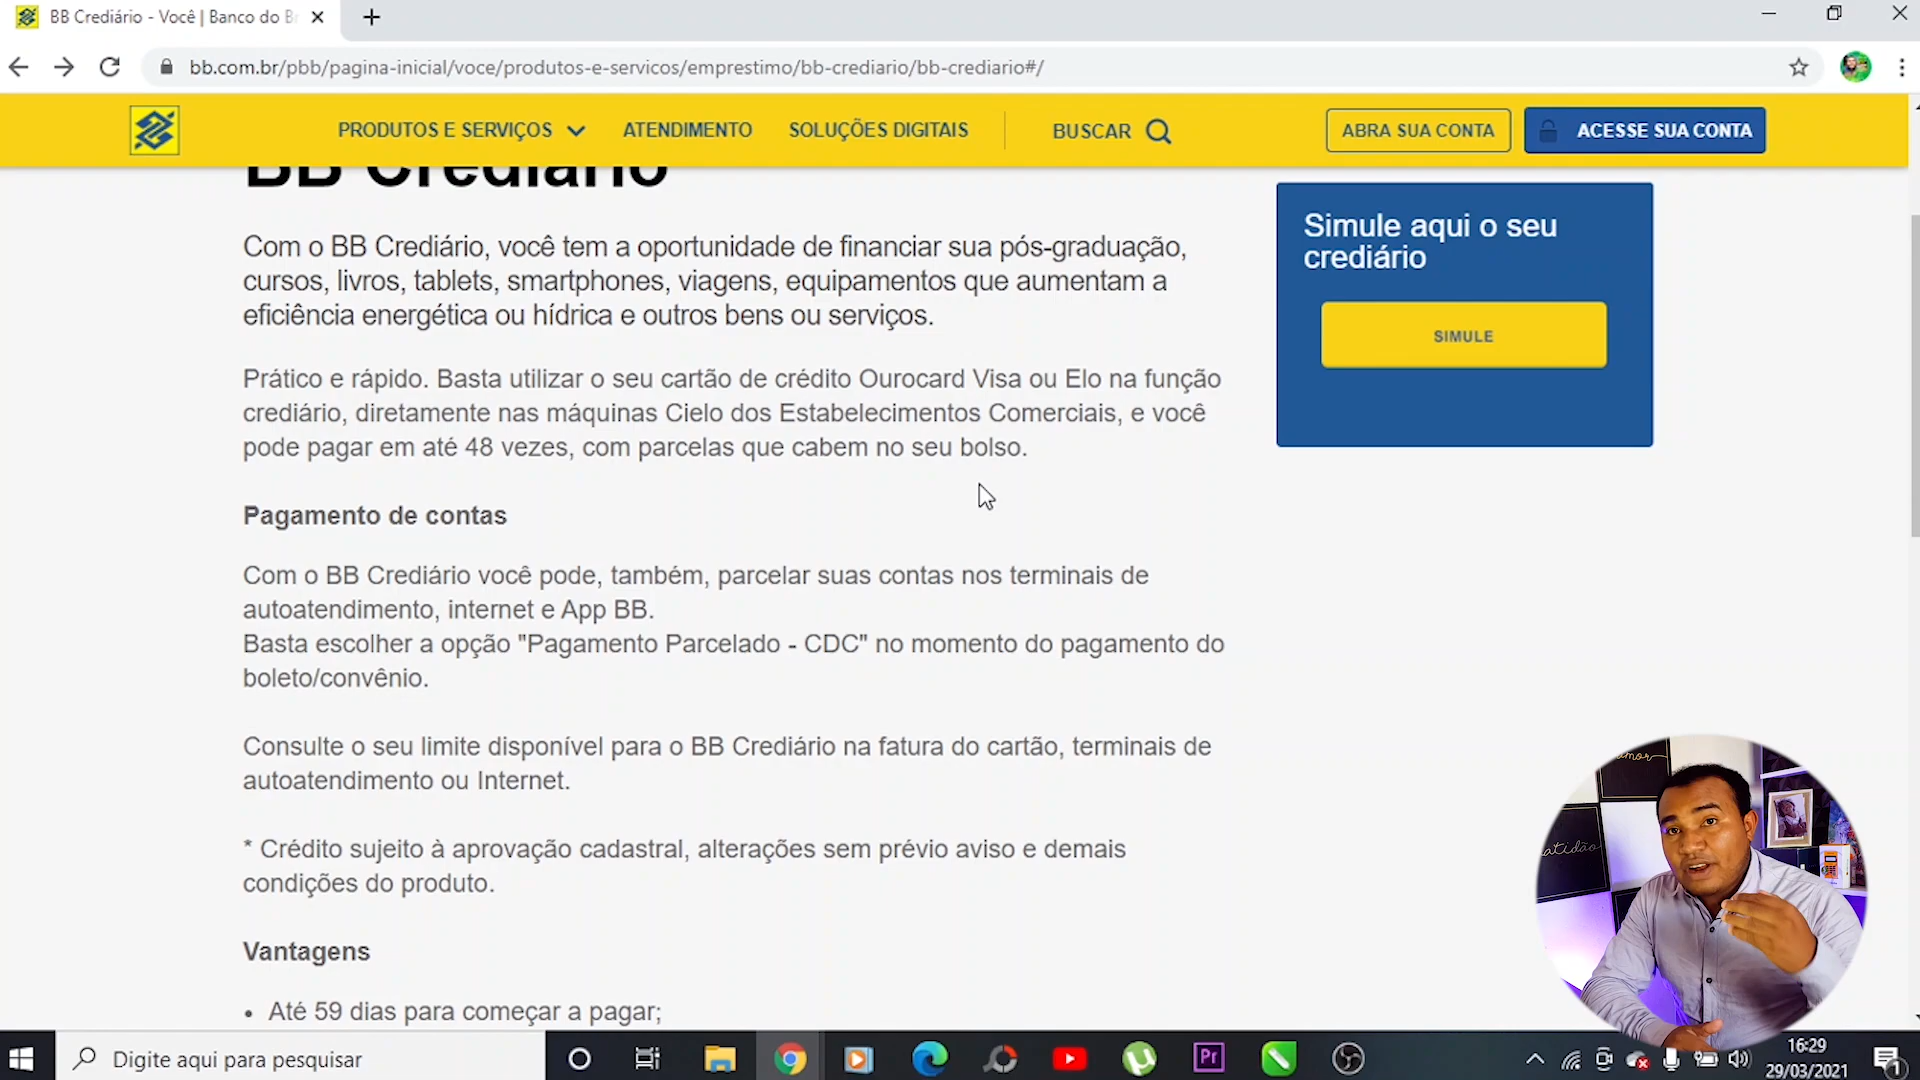 BB Crediário - Você | Banco do Br
bb.com.br/pbb/pagina-inicial/voce/produtos-e-servicos/emprestimo/bb-crediario/bb-crediario#/
PRODUTOS E SERVIÇOS
ATENDIMENTO
SOLUÇÕES DIGITAIS
BUSCAR
ABRA SUA CONTA
ACESSE SUA CONTA
BB Crediário
Com o BB Crediário, você tem a oportunidade de financiar sua pós-graduação,
cursos, livros, tablets, smartphones, viagens, equipamentos que aumentam a
eficiência energética ou hídrica e outros bens ou serviços.
Prático e rápido. Basta utilizar o seu cartão de crédito Ourocard Visa ou Elo na função
crediário, diretamente nas máquinas Cielo dos Estabelecimentos Comerciais, e você
pode pagar em até 48 vezes, com parcelas que cabem no seu bolso.
Simule aqui o seu
crediário
SIMULE
Pagamento de contas
Com o BB Crediário você pode, também, parcelar suas contas nos terminais de
autoatendimento, internet e App BB.
Basta escolher a opção "Pagamento Parcelado - CDC" no momento do pagamento do
boleto/convênio.
Consulte o seu limite disponível para o BB Crediário na fatura do cartão, terminais de
autoatendimento ou Internet.
* Crédito sujeito à aprovação cadastral, alterações sem prévio aviso e demais
condições do produto.
Vantagens
• Até 59 dias para começar a pagar;
amor
atidão
Digite aqui para pesquisar
Pr
16:29
29/03/2021
1